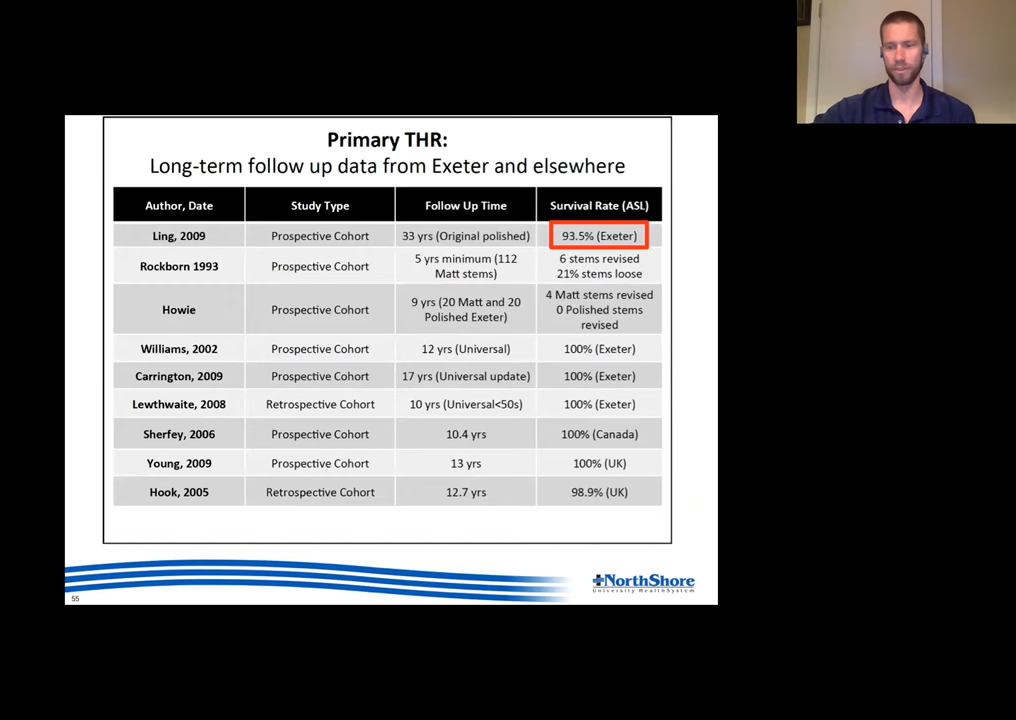 Primary THR:
Long-term follow up data from Exeter and elsewhere
Author, Date Study Type Follow Up Time Survival Rate (ASL)
Ling, 2009 Prospective Cohort 33 yrs (Original polished) 93.5% (Exeter)
Rockborn 1993 Prospective Cohort 5 yrs minimum (112 Matt stems) 6 stems revised 21% stems loose
Howie Prospective Cohort 9 yrs (20 Matt and 20 Polished Exeter) 4 Matt stems revised 0 Polished stems revised
Williams, 2002 Prospective Cohort 12 yrs (Universal) 100% (Exeter)
Carrington, 2009 Prospective Cohort 17 yrs (Universal update) 100% (Exeter)
Lewthwaite, 2008 Retrospective Cohort 10 yrs (Universal<50s) 100% (Exeter)
Sherfey, 2006 Prospective Cohort 10.4 yrs 100% (Canada)
Young, 2009 Prospective Cohort 13 yrs 100% (UK)
Hook, 2005 Retrospective Cohort 12.7 yrs 98.9% (UK)
NorthShore
University HealthSystem
55